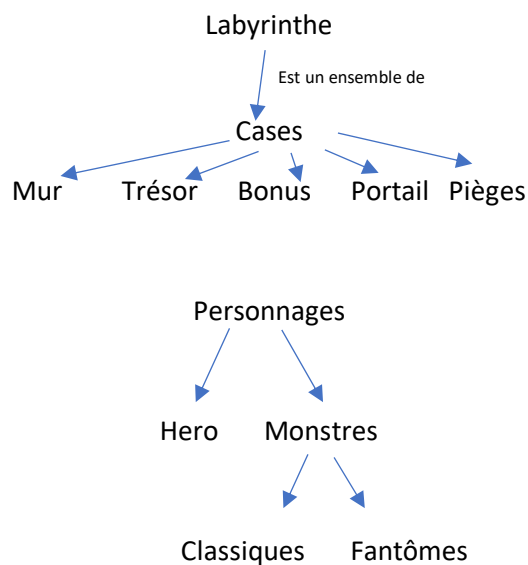 Labyrinthe
Est un ensemble de
Cases
Mur Trésor Bonus Portail Pièges
Personnages
Hero Monstres
Classiques Fantômes